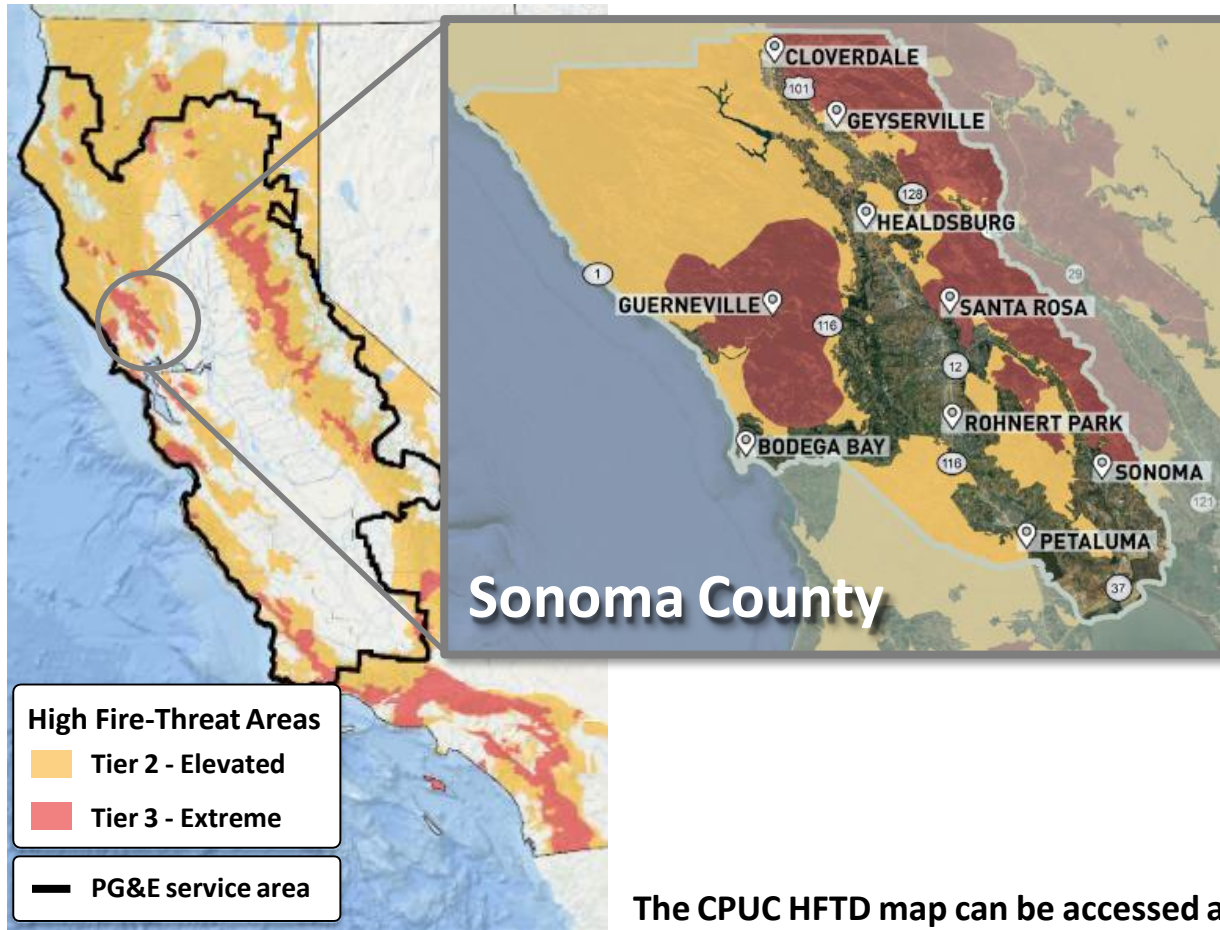 CLOVERDALE
101
GEYSERVILLE
128
HEALDSBURG
29
1
GUERNEVILLE
SANTA ROSA
116
12
ROHNERT PARK
BODEGA BAY
116
SONOMA
121
PETALUMA
37
Sonoma County
High Fire-Threat Areas
Tier 2 - Elevated
Tier 3 - Extreme
PG&E service area
The CPUC HFTD map can be accessed a